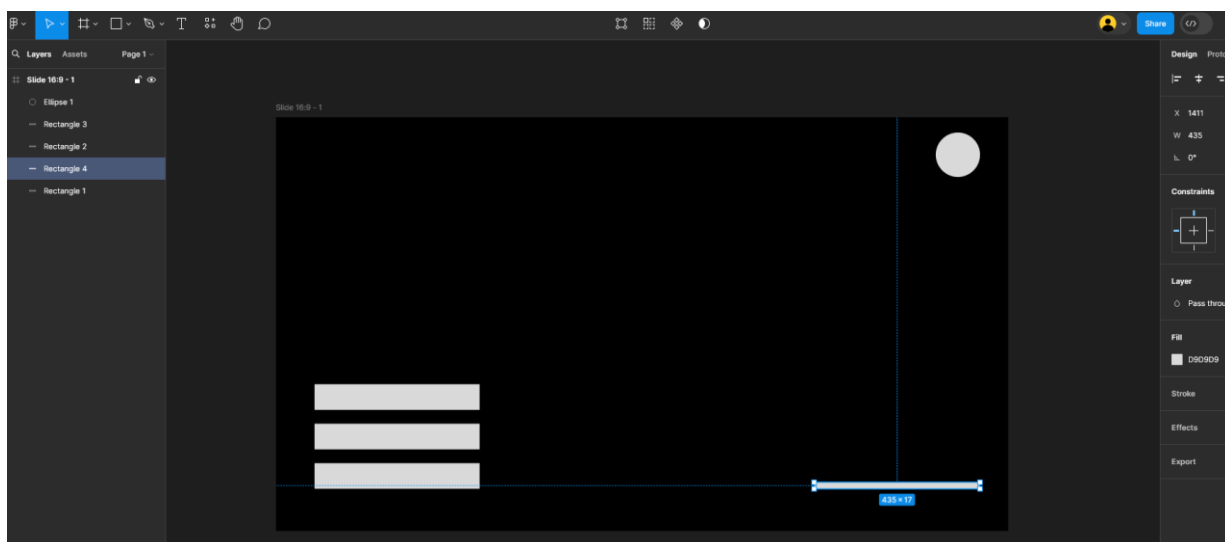 Share
Layers Assets Page 1
Design Proto
Slide 16:9 - 1
Ellipse 1
Rectangle 3
Rectangle 2
Rectangle 4
Rectangle 1
Slide 16:9 - 1
435 × 17
X 1411
W 435
0°
Constraints
Layer
Pass throu
Fill
D9D9D9
Stroke
Effects
Export